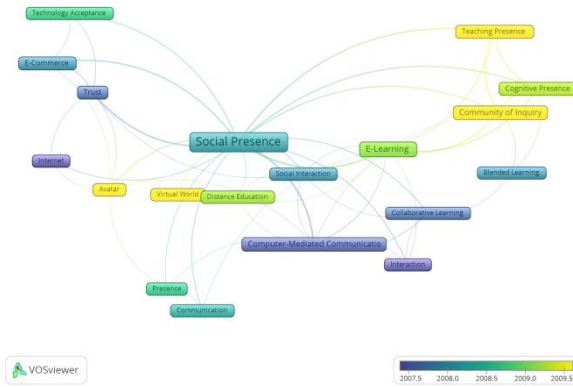 Technology Acceptance
Teaching Presence
E-Commerce
Cognitive Presence
Trust
Community of Inquiry
Social Presence
E-Learning
Internet
Social Interaction
Blended Learning
Avatar
Virtual World
Distance Education
Collaborative Learning
Computer-Mediated Communicatio
Interaction
Presence
Communication
VOSviewer
2007.5 2008.0 2008.5 2009.0 2009.5